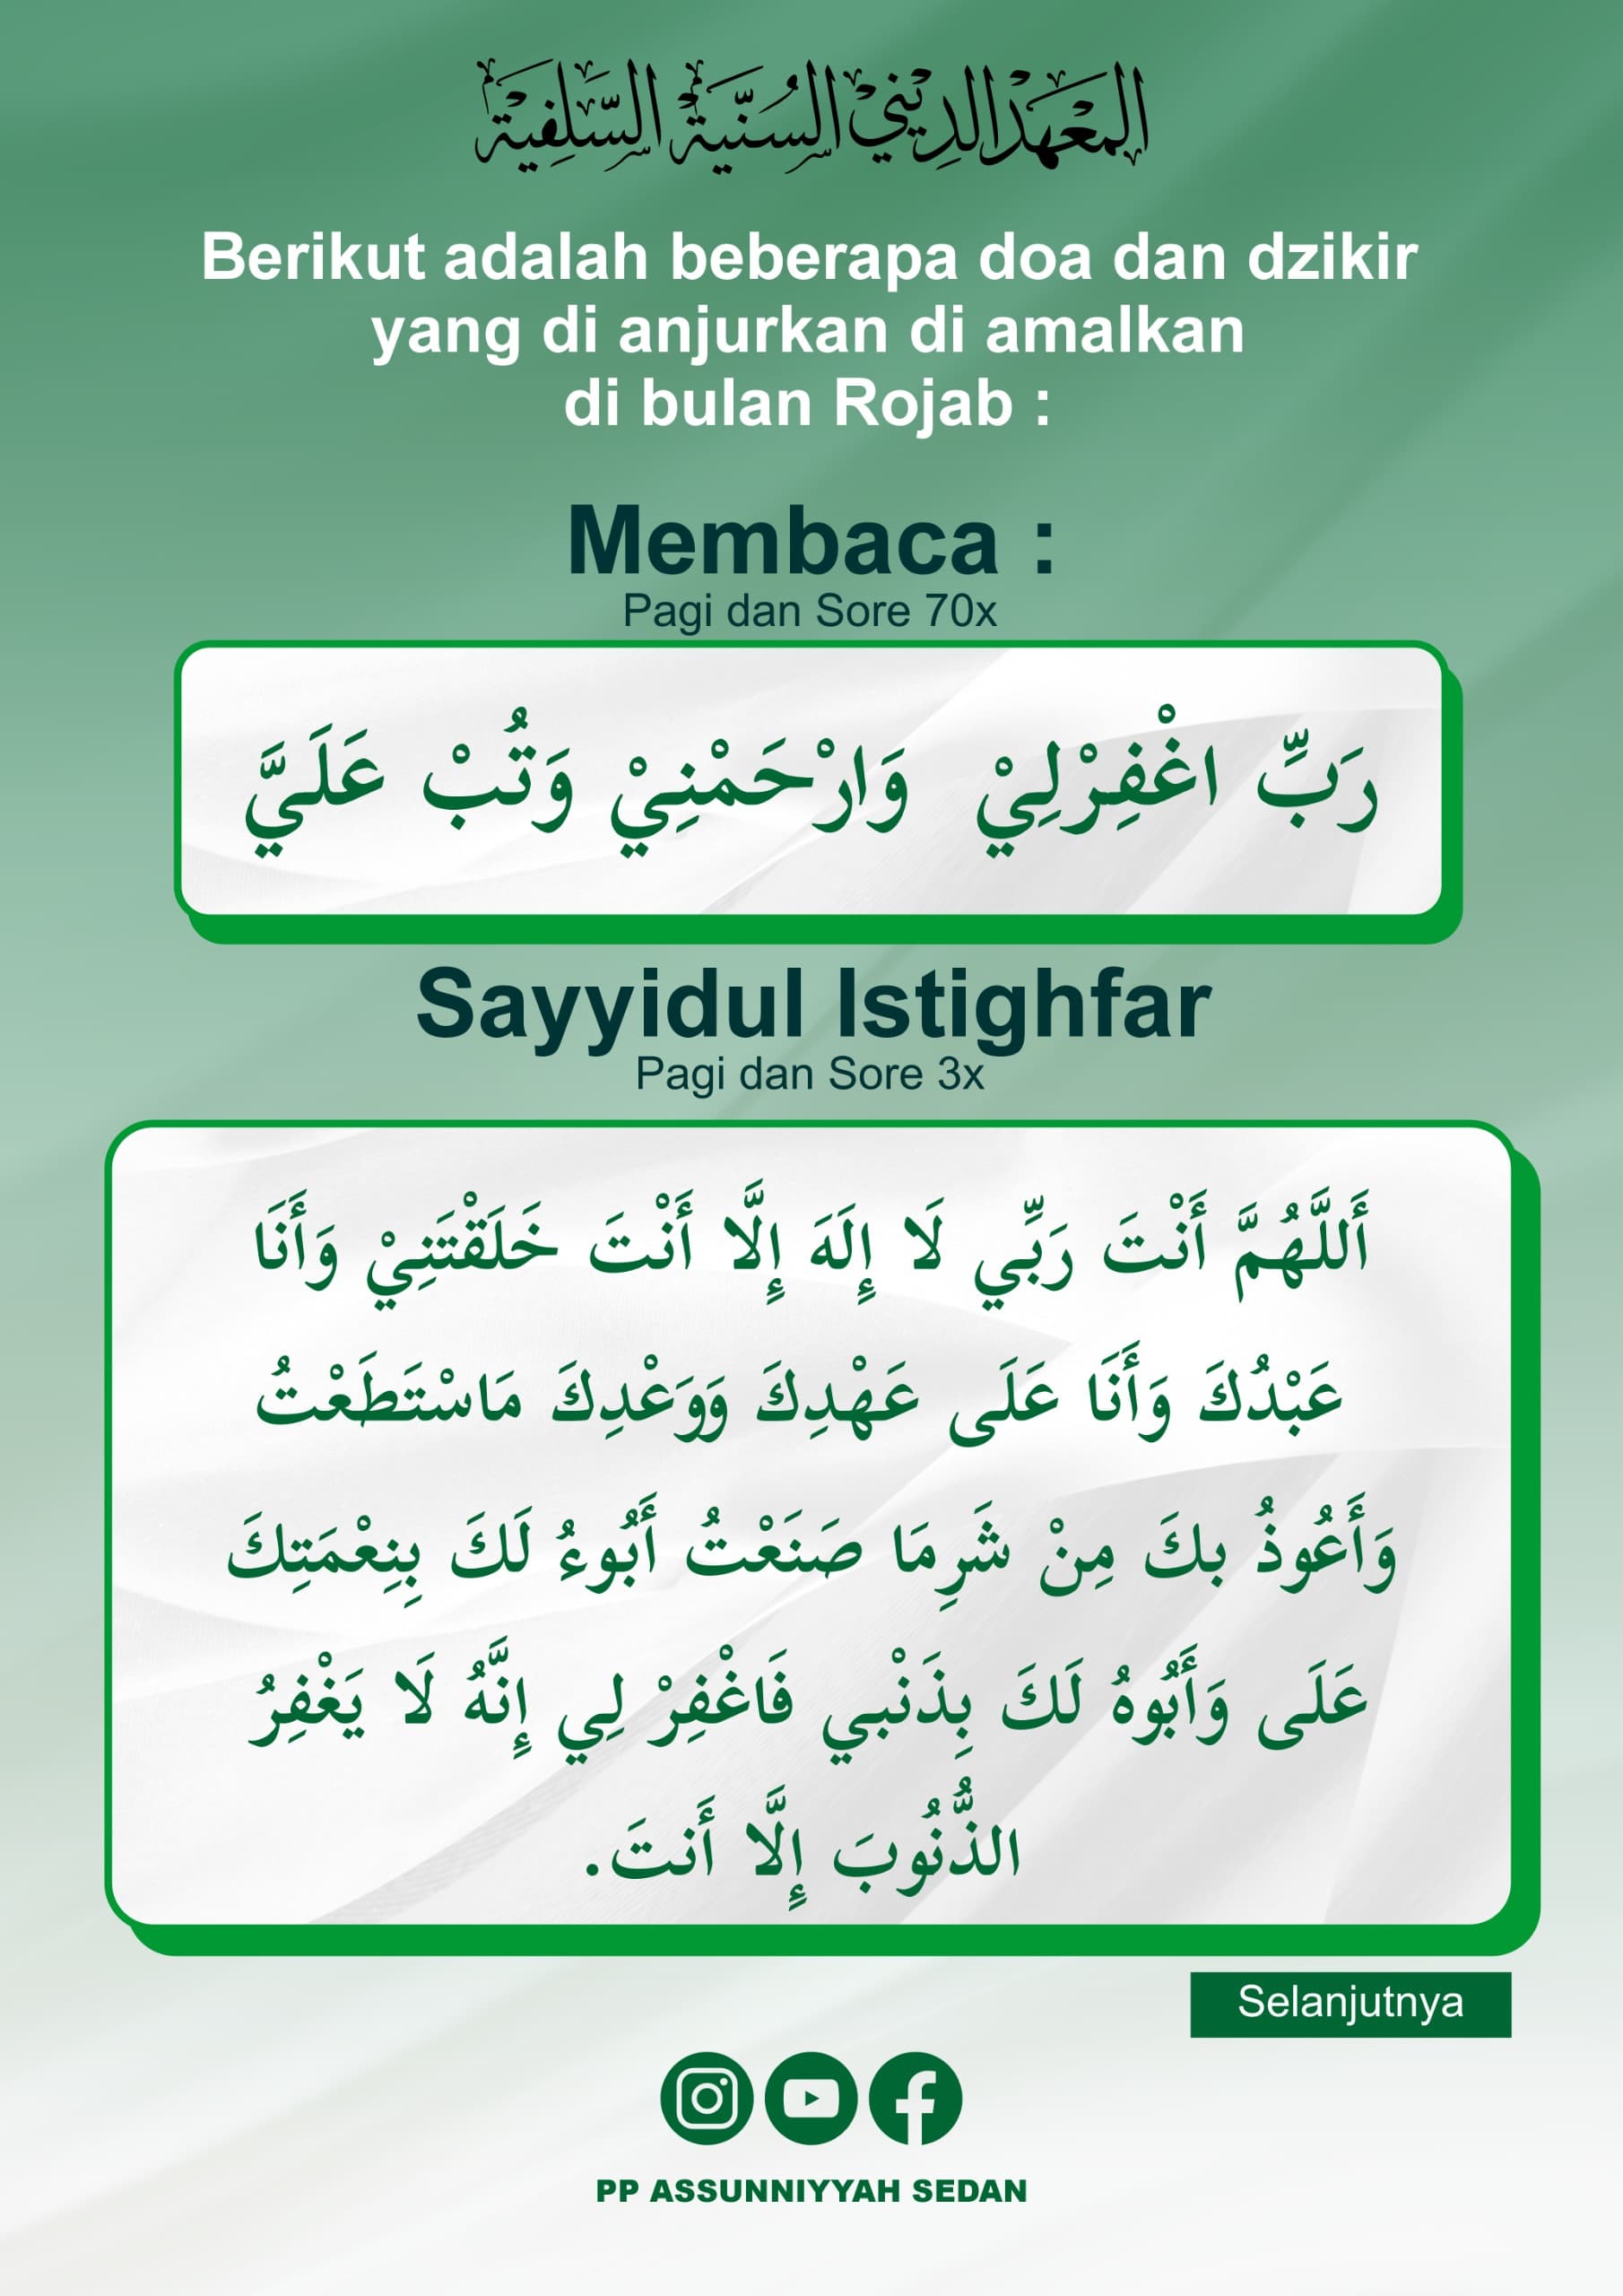 المعهد الديني السنية السلفية
Berikut adalah beberapa doa dan dzikir
yang di anjurkan di amalkan
di bulan Rojab :
Membaca :
Pagi dan Sore 70x
رَبِّ اغْفِرْلِيْ وَارْحَمْنِيْ وَتُبْ عَلَيَّ
Sayyidul Istighfar
Pagi dan Sore 3x
أَللَّهُمَّ أَنْتَ رَبِّي لَا إِلَهَ إِلَّا أَنْتَ خَلَقْتَنِيْ وَأَنَا
عَبْدُكَ وَأَنَا عَلَى عَهْدِكَ وَوَعْدِكَ مَاسْتَطَعْتُ
وَأَعُوذُ بكَ مِنْ شَرِمَا صَنَعْتُ أَبُوءُ لَكَ بِنِعْمَتِكَ
عَلَى وَأَبُوهُ لَكَ بِذَنْبي فَاغْفِرْ لِي إِنَّهُ لَا يَغْفِرُ
الذُّنُوبَ إِلَّا أَنتَ.
Selanjutnya
PP ASSUNNIYYAH SEDAN